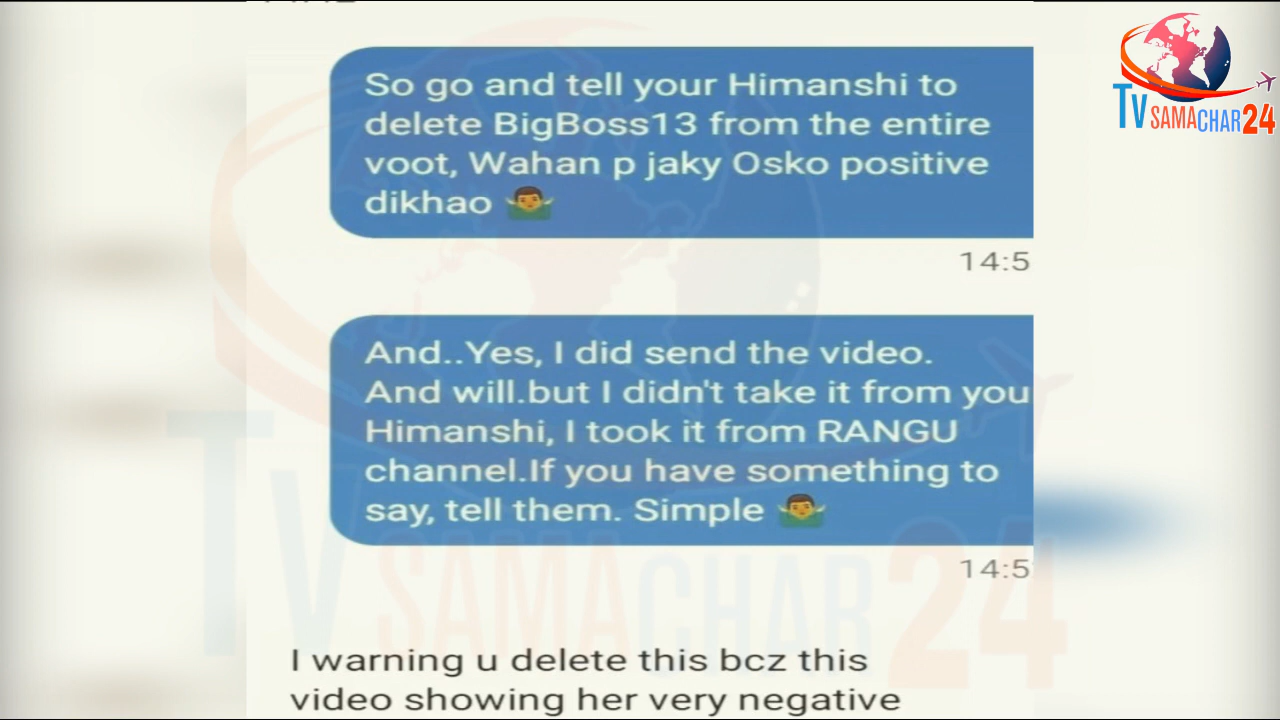 TV SAMACHAR24
So go and tell your Himanshi to
delete BigBoss13 from the entire
voot, Wahan p jaky Osko positive
dikhao 🤷‍♂️
14:5
And..Yes, I did send the video.
And will.but I didn't take it from you
Himanshi, I took it from RANGU
channel.If you have something to
say, tell them. Simple 🤷‍♂️
14:5
I warning u delete this bcz this
video showing her very negative
TV SAMACHAR24